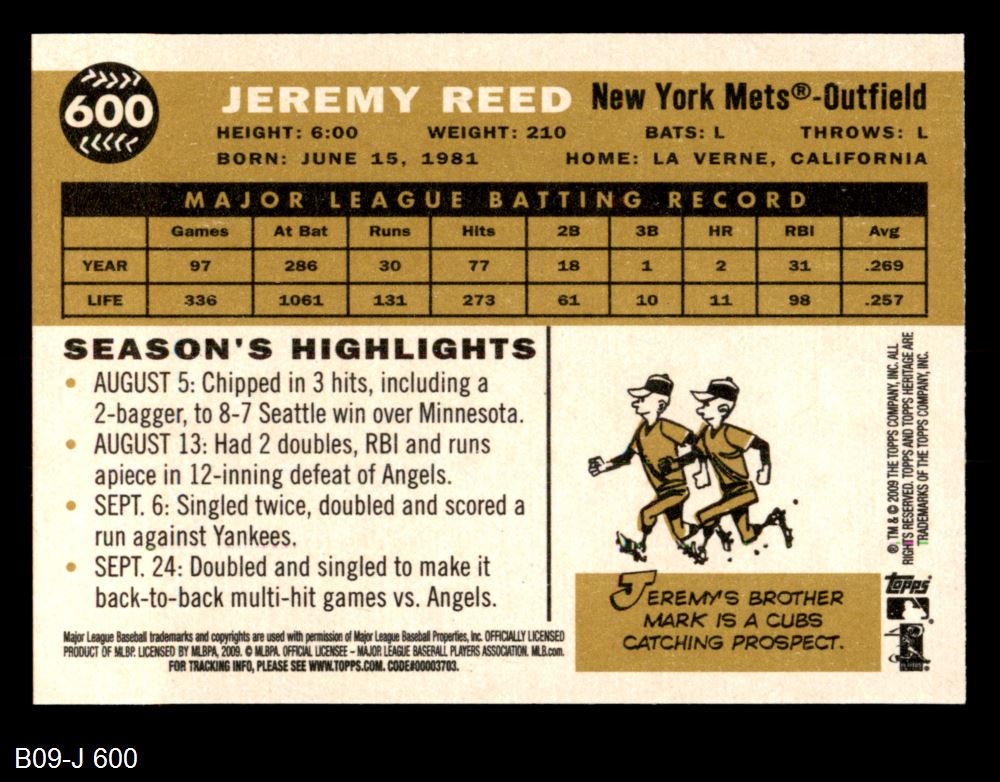 600
JEREMY REED New York Mets®-Outfield
HEIGHT: 6:00 WEIGHT: 210 BATS: L THROWS: L
BORN: JUNE 15, 1981 HOME: LA VERNE, CALIFORNIA
MAJOR LEAGUE BATTING RECORD
Games At Bat Runs Hits 2B 3B HR RBI Avg
YEAR 97 286 30 77 18 1 2 31 .269
LIFE 336 1061 131 273 61 10 11 98 .257
SEASON'S HIGHLIGHTS
• AUGUST 5: Chipped in 3 hits, including a
2-bagger, to 8-7 Seattle win over Minnesota.
• AUGUST 13: Had 2 doubles, RBI and runs
apiece in 12-inning defeat of Angels.
• SEPT. 6: Singled twice, doubled and scored a
run against Yankees.
• SEPT. 24: Doubled and singled to make it
back-to-back multi-hit games vs. Angels.
Major League Baseball trademarks and copyrights are used with permission of Major League Baseball Properties, Inc. OFFICIALLY LICENSED
PRODUCT OF MLBP. LICENSED BY MLBPA, 2009. © MLBPA. OFFICIAL LICENSEE – MAJOR LEAGUE BASEBALL PLAYERS ASSOCIATION. MLB.com.
FOR TRACKING INFO, PLEASE SEE WWW.TOPPS.COM. CODE#00003703.
JEREMY'S BROTHER
MARK IS A CUBS
CATCHING PROSPECT.
® TM & © 2009 THE TOPPS COMPANY, INC. ALL
RIGHTS RESERVED. TOPPS AND TOPPS HERITAGE ARE
TRADEMARKS OF THE TOPPS COMPANY, INC.
topps
B09-J 600